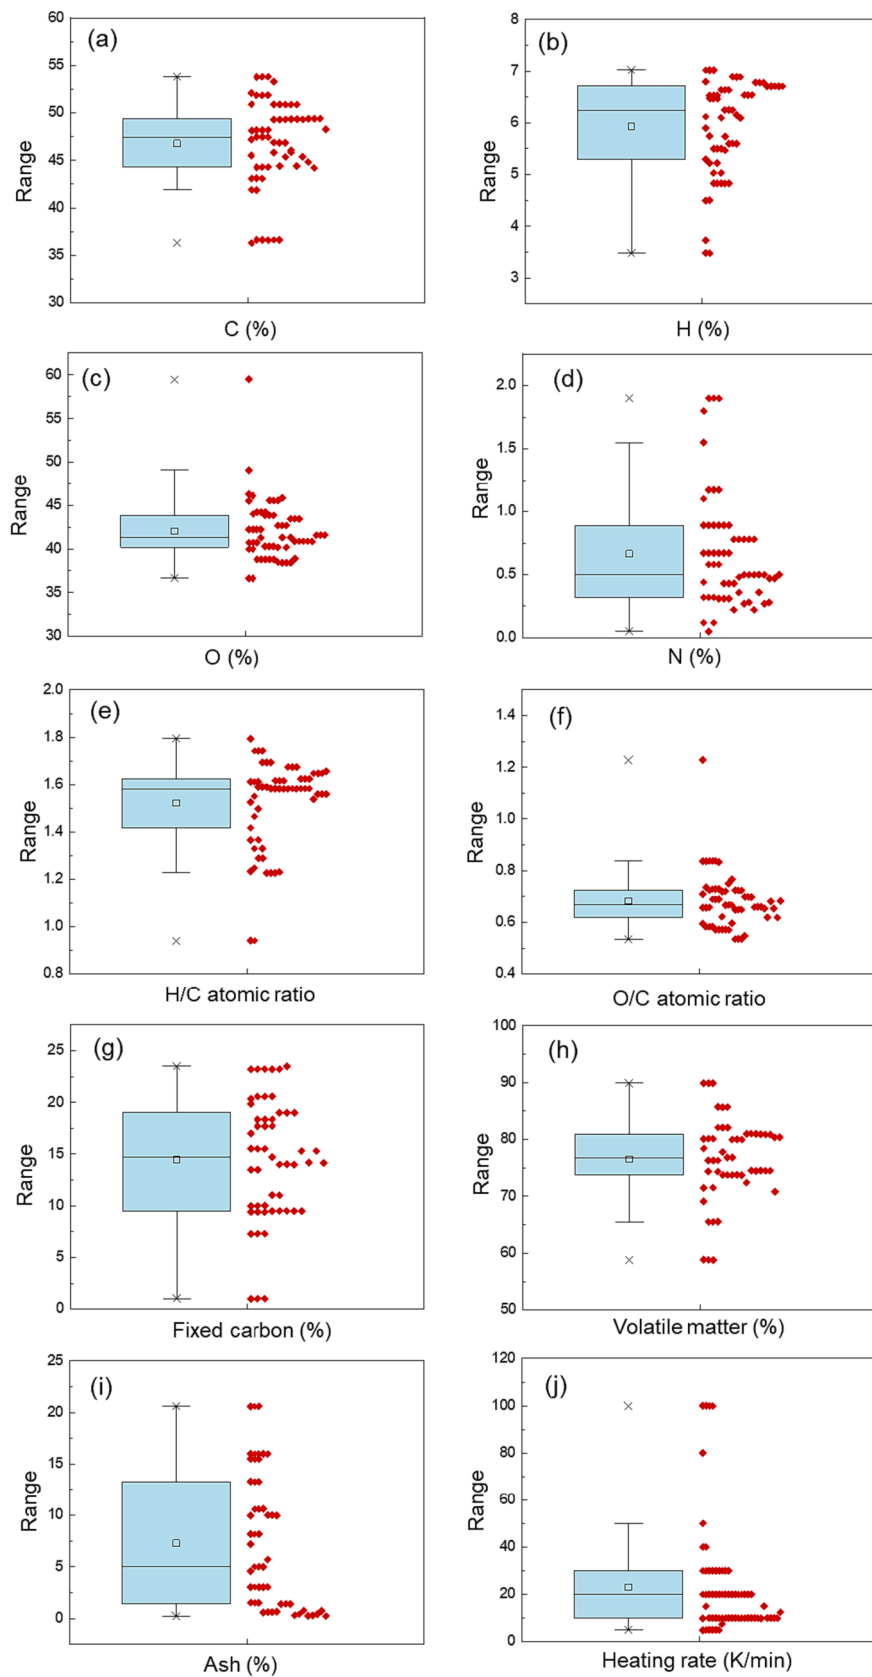 (a)
60
55
50
45
40
35
30
Range
C (%)
(b)
8
7
6
5
4
3
Range
H (%)
(c)
60
55
50
45
40
35
30
Range
O (%)
(d)
2.0
1.5
1.0
0.5
0.0
Range
N (%)
(e)
2.0
1.8
1.6
1.4
1.2
1.0
0.8
Range
H/C atomic ratio
(f)
1.4
1.2
1.0
0.8
0.6
0.4
Range
O/C atomic ratio
(g)
25
20
15
10
5
0
Range
Fixed carbon (%)
(h)
100
90
80
70
60
50
Range
Volatile matter (%)
(i)
25
20
15
10
5
0
Range
Ash (%)
(j)
120
100
80
60
40
20
0
Range
Heating rate (K/min)